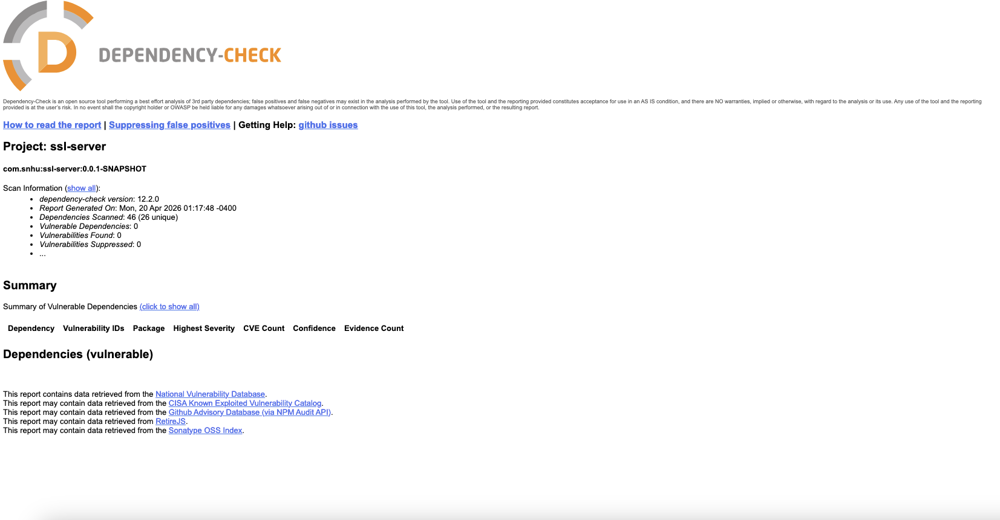 D
DEPENDENCY-CHECK
Dependency-Check is an open source tool performing a best effort analysis of 3rd party dependencies; false positives and false negatives may exist in the analysis performed by the tool. Use of the tool and the reporting provided constitutes acceptance for use in an AS IS condition, and there are NO warranties, implied or otherwise, with regard to the analysis or its use. Any use of the tool and the reporting
provided is at the user's risk. In no event shall the copyright holder or OWASP be held liable for any damages whatsoever arising out of or in connection with the use of this tool, the analysis performed, or the resulting report.
How to read the report | Suppressing false positives | Getting Help: github issues
Project: ssl-server
com.snhu:ssl-server:0.0.1-SNAPSHOT
Scan Information (show all):
• dependency-check version: 12.2.0
• Report Generated On: Mon, 20 Apr 2026 01:17:48 -0400
• Dependencies Scanned: 46 (26 unique)
• Vulnerable Dependencies: 0
• Vulnerabilities Found: 0
• Vulnerabilities Suppressed: 0
• ...
Summary
Summary of Vulnerable Dependencies (click to show all)
Dependency Vulnerability IDs Package Highest Severity CVE Count Confidence Evidence Count
Dependencies (vulnerable)
This report contains data retrieved from the National Vulnerability Database.
This report may contain data retrieved from the CISA Known Exploited Vulnerability Catalog.
This report may contain data retrieved from the Github Advisory Database (via NPM Audit API).
This report may contain data retrieved from RetireJS.
This report may contain data retrieved from the Sonatype OSS Index.